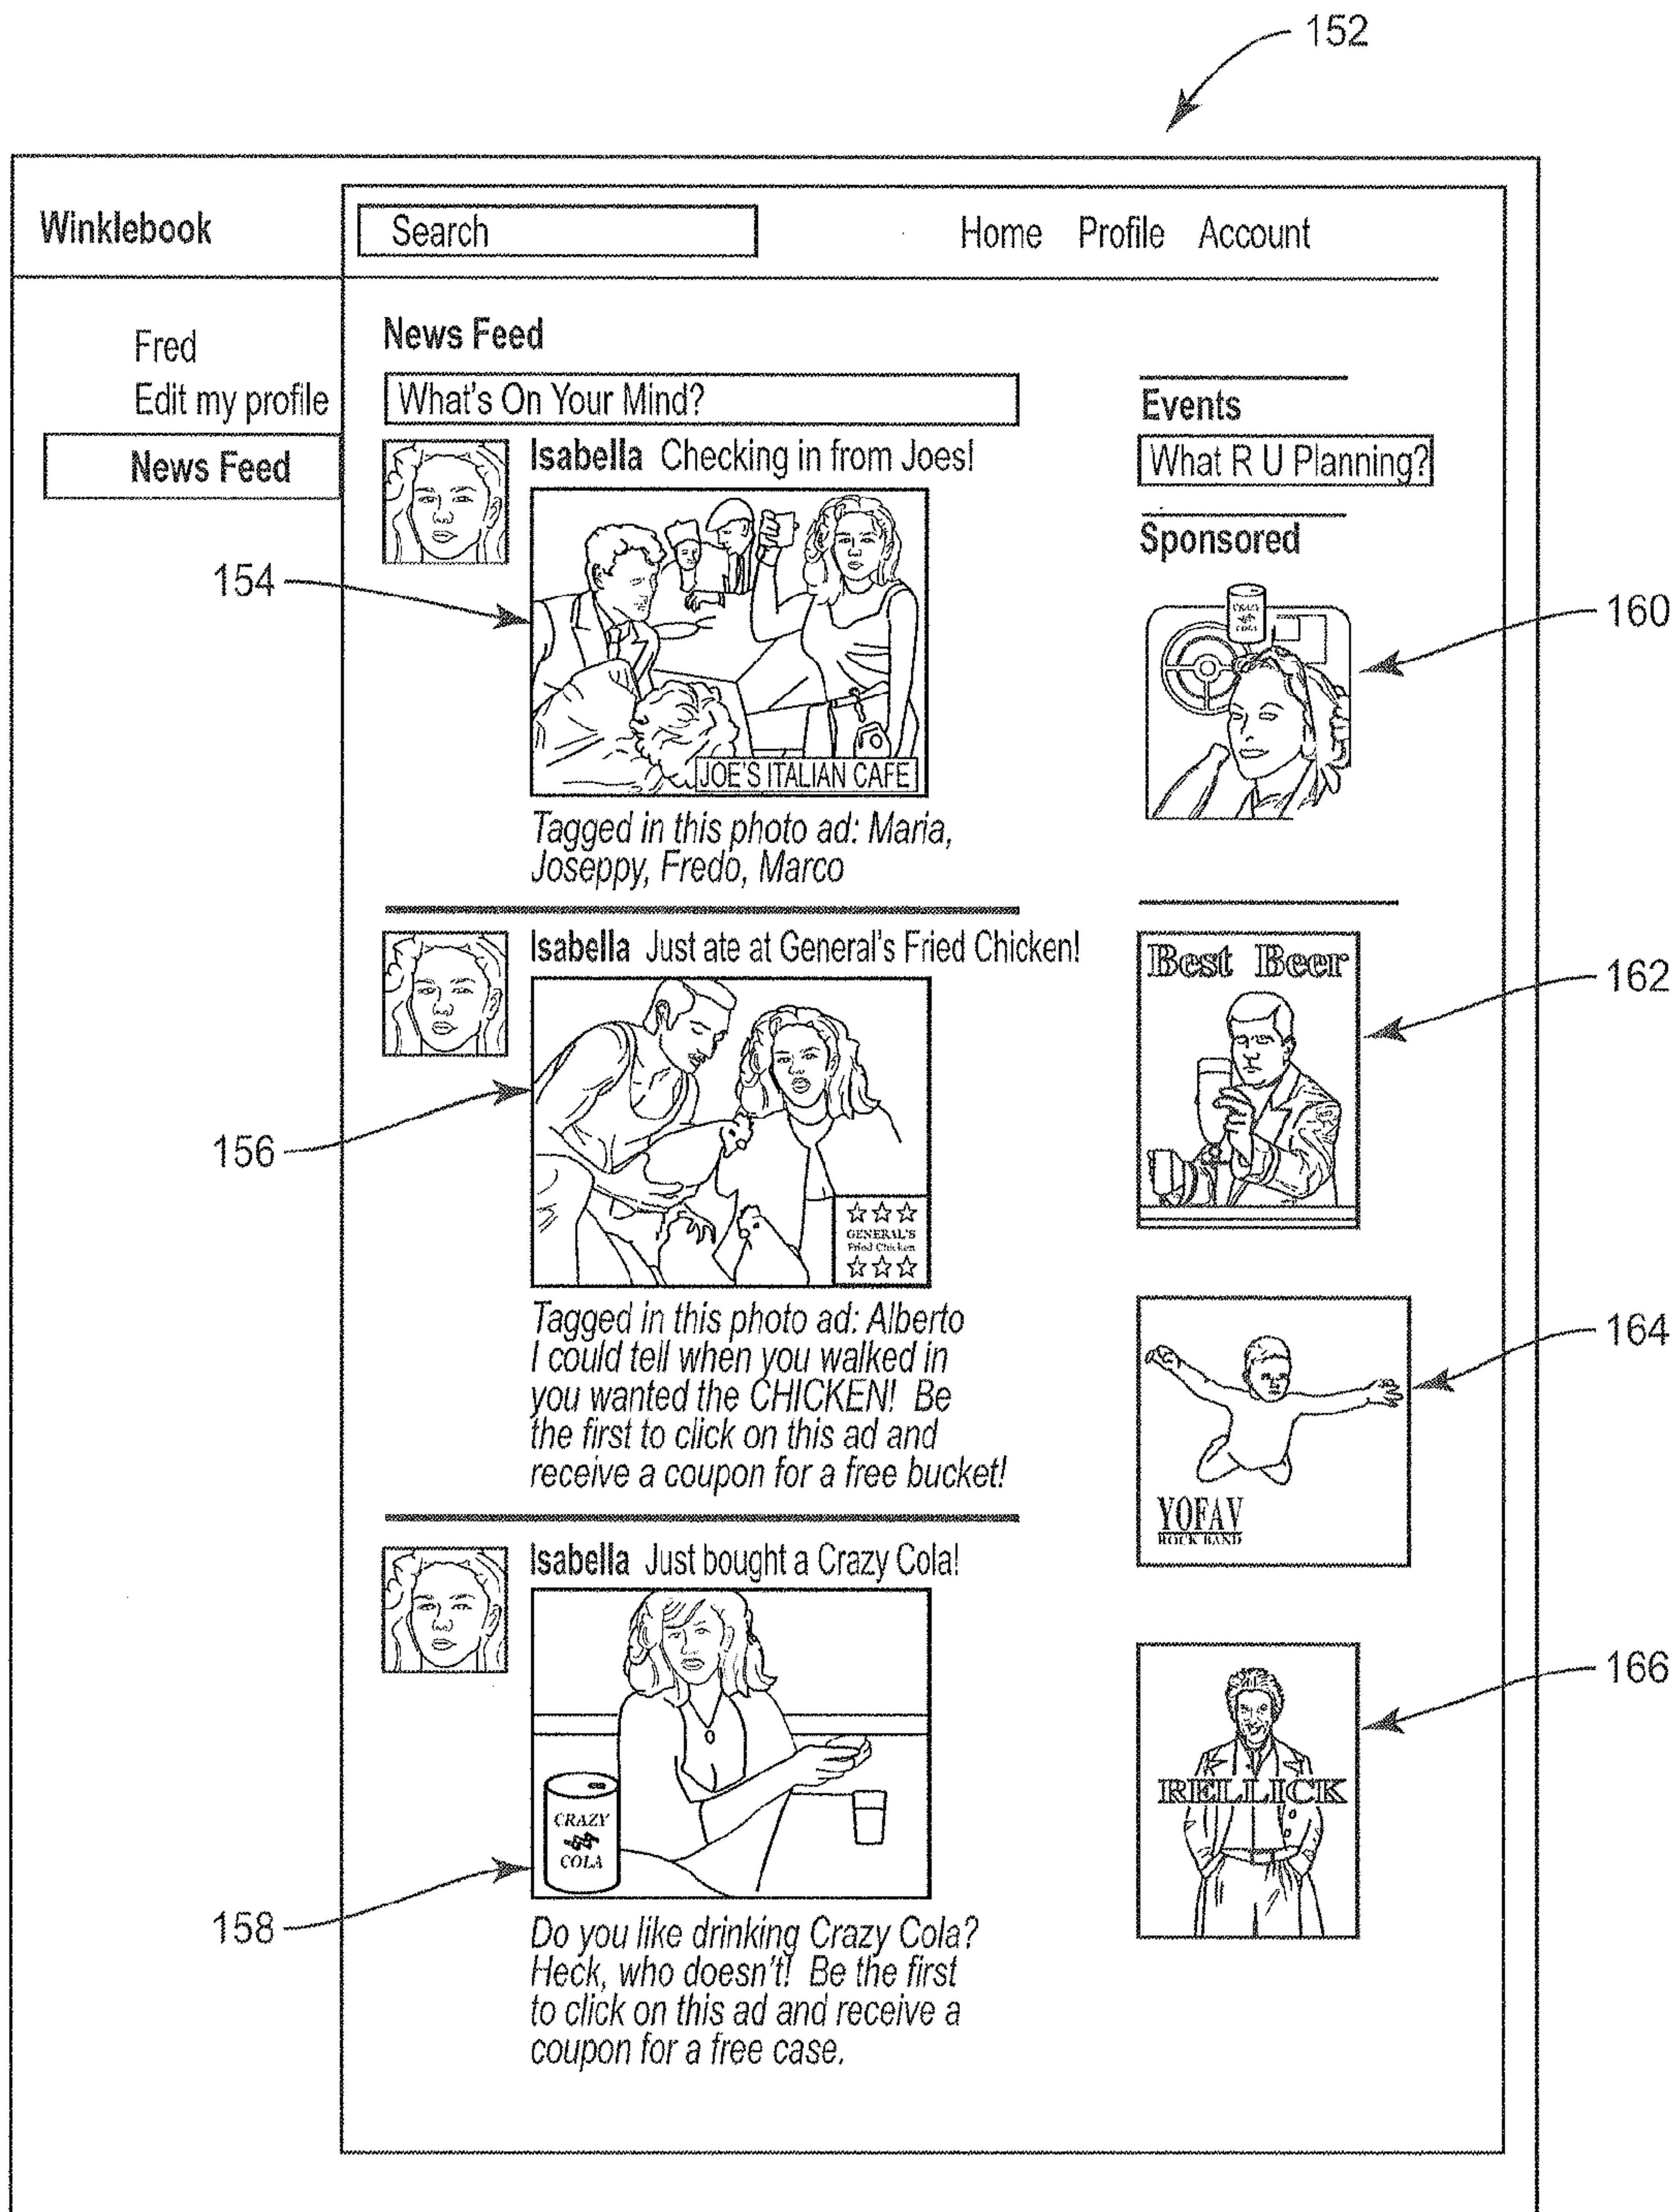 152
Winklebook
Search
Home Profile Account
Fred
Edit my profile
News Feed
News Feed
What's On Your Mind?
Isabella Checking in from Joes!
154
JOE'S ITALIAN CAFE
Tagged in this photo ad: Maria,
Joseppy, Fredo, Marco
Isabella Just ate at General's Fried Chicken!
156
☆☆☆
GENERAL'S
Fried Chicken
☆☆☆
Tagged in this photo ad: Alberto
I could tell when you walked in
you wanted the CHICKEN! Be
the first to click on this ad and
receive a coupon for a free bucket!
Isabella Just bought a Crazy Cola!
CRAZY
COLA
158
Do you like drinking Crazy Cola?
Heck, who doesn't! Be the first
to click on this ad and receive a
coupon for a free case.
Events
What R U Planning?
Sponsored
CRAZY
COLA
160
Best Beer
162
164
YOFAV
ROCK BAND
166
RELLICK